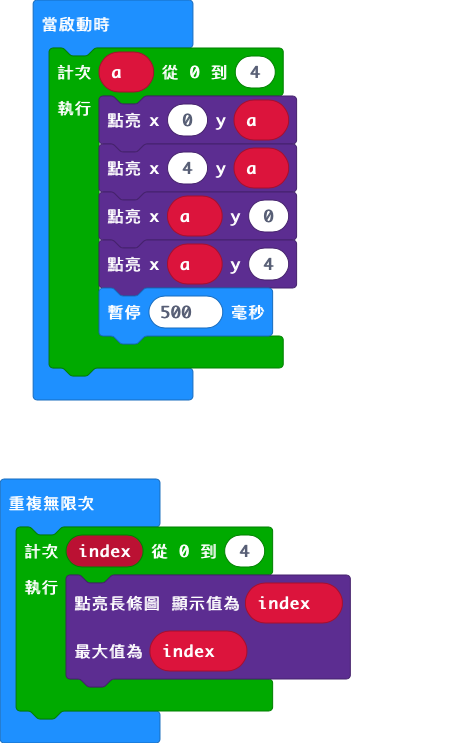 當啟動時
計次 a 從 0 到 4
執行
點亮 x 0 y a
點亮 x 4 y a
點亮 x a y 0
點亮 x a y 4
暫停 500 毫秒
重複無限次
計次 index 從 0 到 4
執行
點亮長條圖 顯示值為 index
最大值為 index